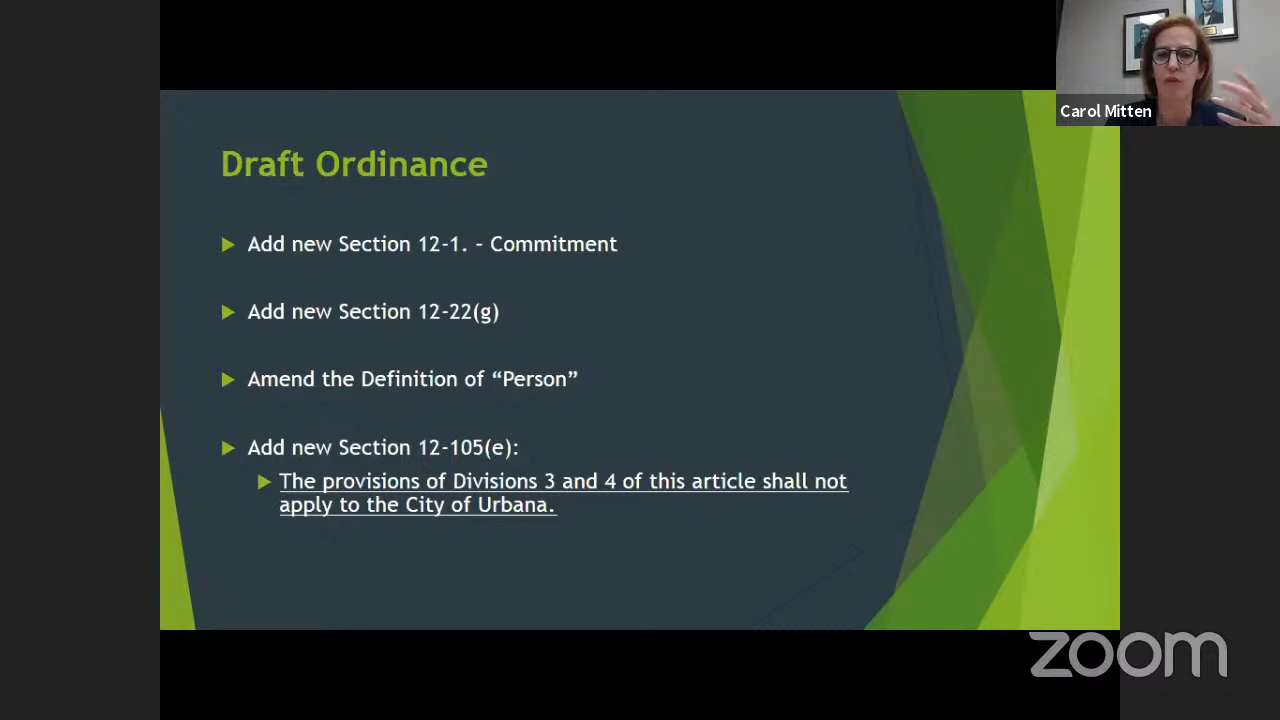 Carol Mitten
Draft Ordinance
Add new Section 12-1. – Commitment
Add new Section 12-22(g)
Amend the Definition of “Person”
Add new Section 12-105(e):
The provisions of Divisions 3 and 4 of this article shall not
apply to the City of Urbana.
zoom